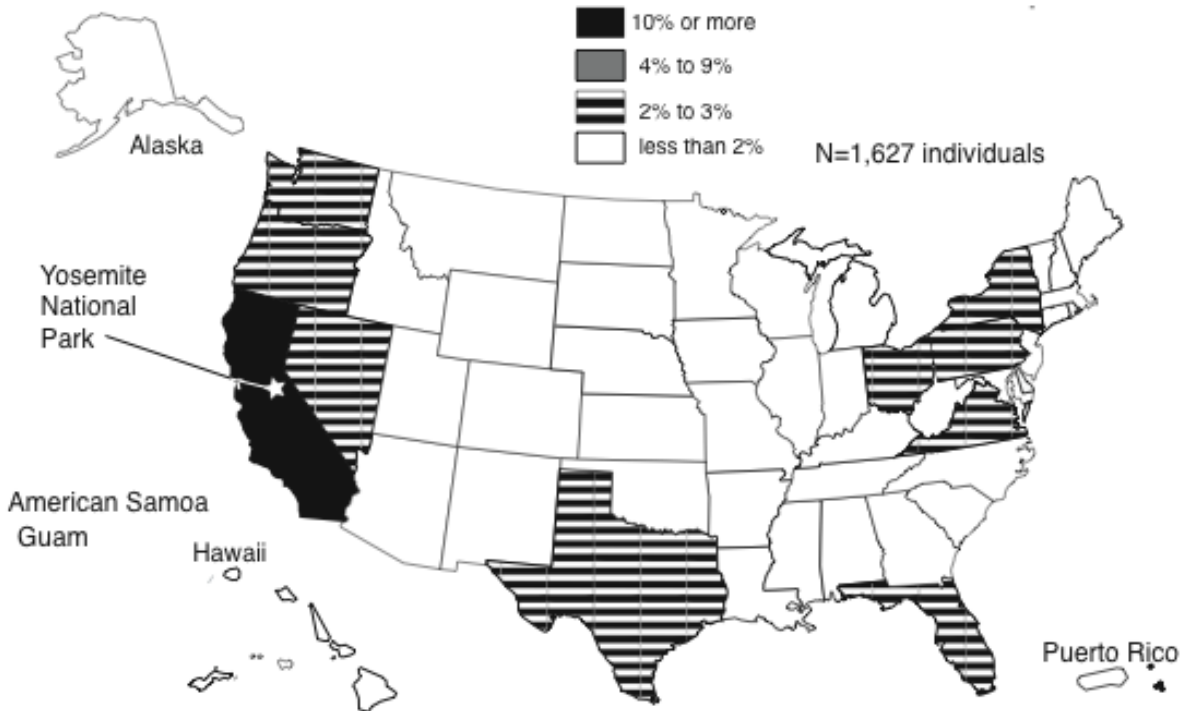 10% or more
4% to 9%
2% to 3%
less than 2%
N=1,627 individuals
Alaska
Yosemite
National
Park
American Samoa
Guam
Hawaii
Puerto Rico